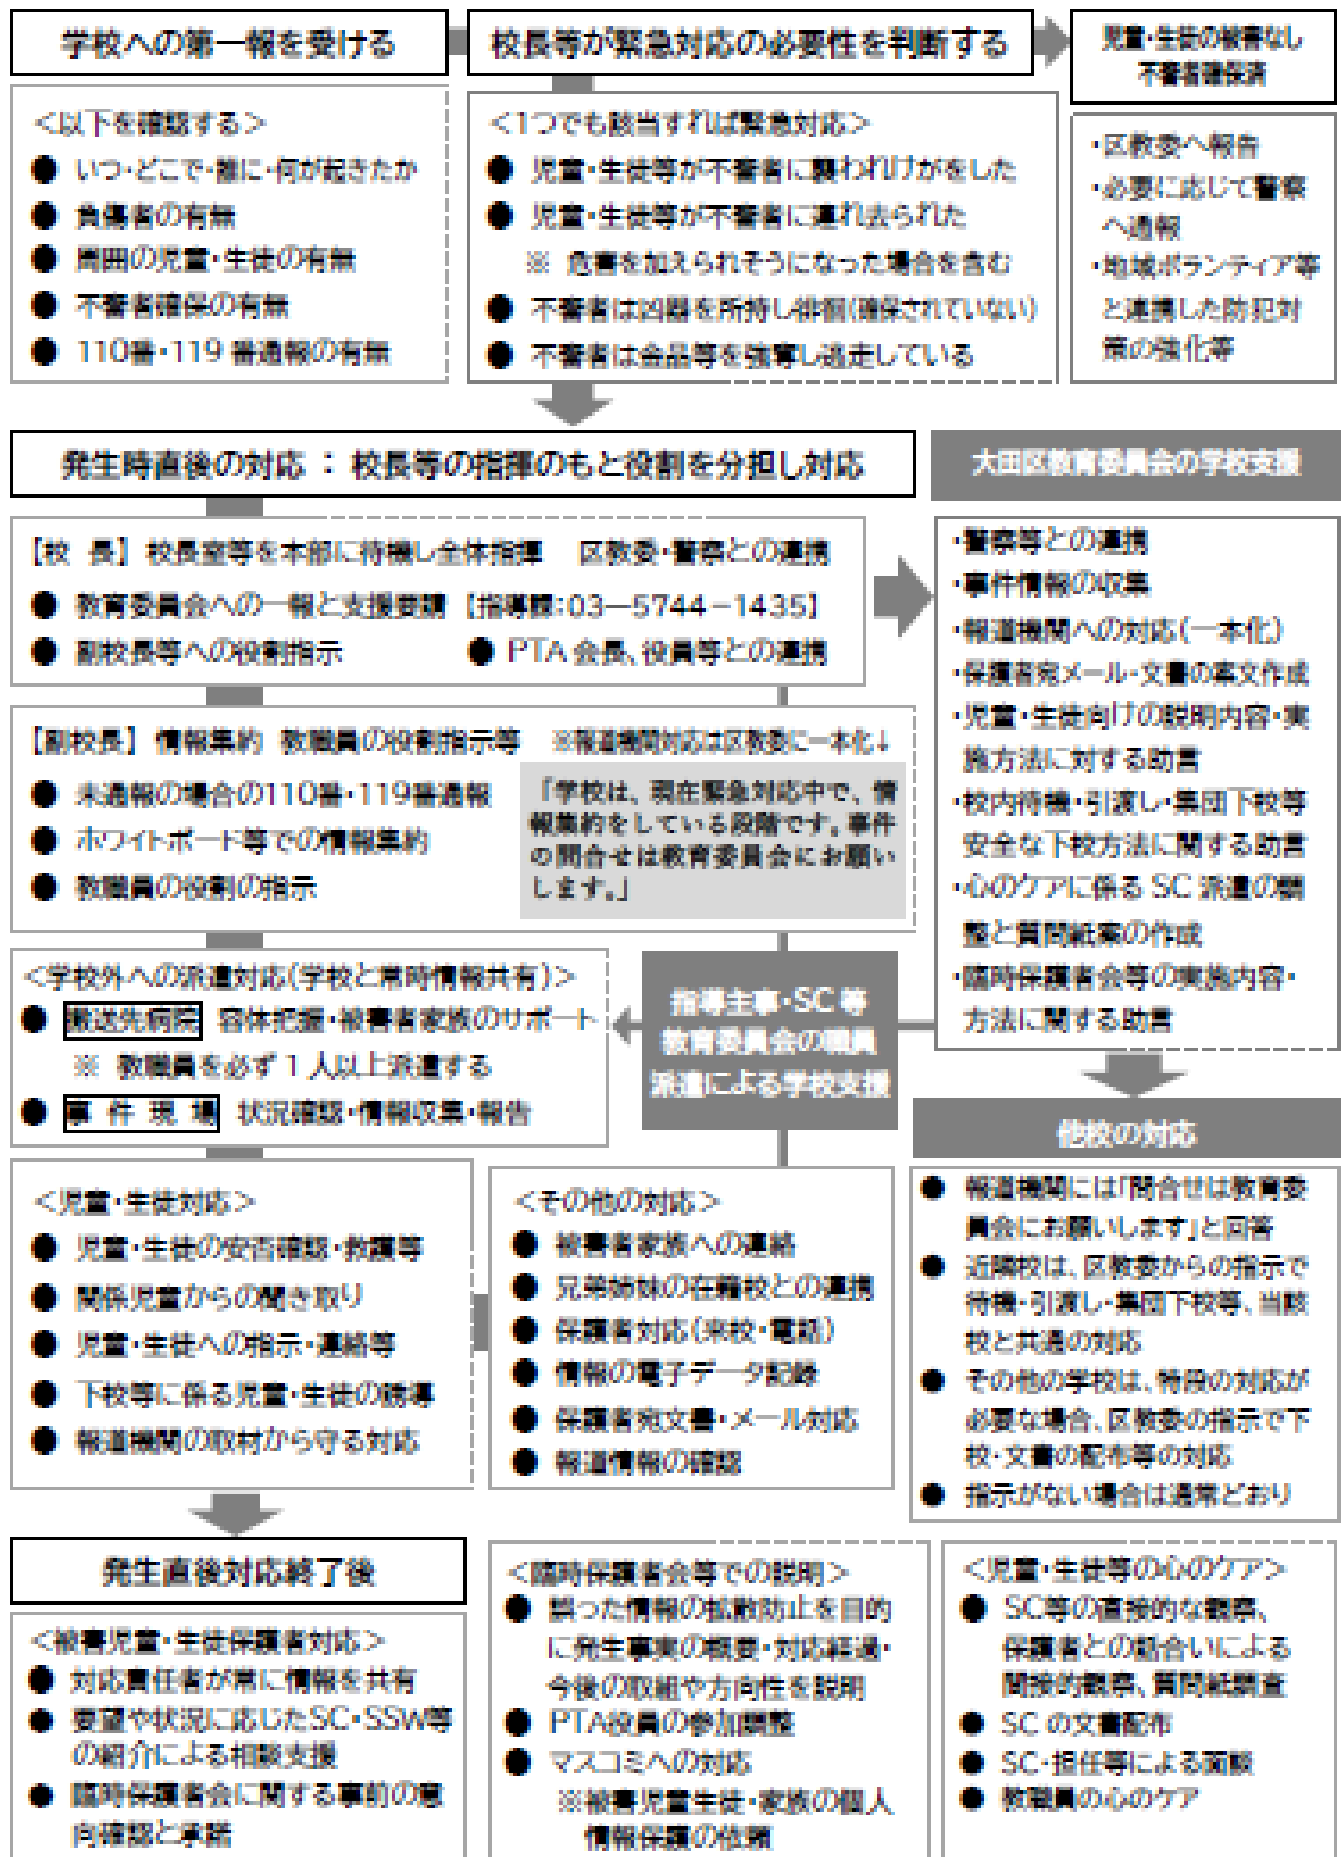 学校への第一報を受ける
＜以下を確認する＞
● いつ・どこで・誰に・何が起きたか
● 負傷者の有無
● 周囲の児童・生徒の有無
● 不審者確保の有無
● 110番・119番通報の有無
校長等が緊急対応の必要性を判断する
＜1つでも該当すれば緊急対応＞
● 児童・生徒等が不審者に襲われけがをした
● 児童・生徒等が不審者に連れ去られた
※ 危害を加えられそうになった場合を含む
● 不審者は凶器を所持し徘徊(確保されていない)
● 不審者は金品等を強奪し逃走している
児童・生徒の被害なし
不審者確保済
・区教委へ報告
・必要に応じて警察
へ通報
・地域ボランティア等
と連携した防犯対
策の強化等
発生時直後の対応 ： 校長等の指揮のもと役割を分担し対応
【校 長】 校長室等を本部に待機し全体指揮 区教委・警察との連携
● 教育委員会への一報と支援要請 【指導課：03―5744－1435】
● 副校長等への役割指示 ● PTA 会長、役員等との連携
【副校長】 情報集約 教職員の役割指示等 ※報道機関対応は区教委に一本化↓
● 未通報の場合の110番・119番通報
● ホワイトボード等での情報集約
● 教職員の役割の指示
「学校は、現在緊急対応中で、情
報集約をしている段階です。事件
の問合せは教育委員会にお願い
します。」
＜学校外への派遣対応(学校と常時情報共有)＞
● 搬送先病院 容体把握・被害者家族のサポート
※ 教職員を必ず 1 人以上派遣する
● 事 件 現 場 状況確認・情報収集・報告
指導主事・SC 等
教育委員会の職員
派遣による学校支援
大田区教育委員会の学校支援
・警察等との連携
・事件情報の収集
・報道機関への対応(一本化)
・保護者宛メール・文書の案文作成
・児童・生徒向けの説明内容・実
施方法に対する助言
・校内待機・引渡し・集団下校等
安全な下校方法に関する助言
・心のケアに係る SC 派遣の調
整と質問紙案の作成
・臨時保護者会等の実施内容・
方法に関する助言
＜児童・生徒対応＞
● 児童・生徒の安否確認・救護等
● 関係児童からの聞き取り
● 児童・生徒への指示・連絡等
● 下校等に係る児童・生徒の誘導
● 報道機関の取材から守る対応
＜その他の対応＞
● 被害者家族への連絡
● 兄弟姉妹の在籍校との連携
● 保護者対応(来校・電話)
● 情報の電子データ記録
● 保護者宛文書・メール対応
● 報道情報の確認
他校の対応
● 報道機関には「問合せは教育委
員会にお願いします」と回答
● 近隣校は、区教委からの指示で
待機・引渡し・集団下校等、当該
校と共通の対応
● その他の学校は、特段の対応が
必要な場合、区教委の指示で下
校・文書の配布等の対応
● 指示がない場合は通常どおり
発生直後対応終了後
＜被害児童・生徒保護者対応＞
● 対応責任者が常に情報を共有
● 要望や状況に応じたSC・SSW等
の紹介による相談支援
● 臨時保護者会に関する事前の意
向確認と承諾
＜臨時保護者会等での説明＞
● 誤った情報の拡散防止を目的
に発生事実の概要・対応経過・
今後の取組や方向性を説明
● PTA役員の参加調整
● マスコミへの対応
※被害児童生徒・家族の個人
情報保護の依頼
＜児童・生徒等の心のケア＞
● SC等の直接的な観察、
保護者との話合いによる
間接的観察、質問紙調査
● SC の文書配布
● SC・担任等による面談
● 教職員の心のケア